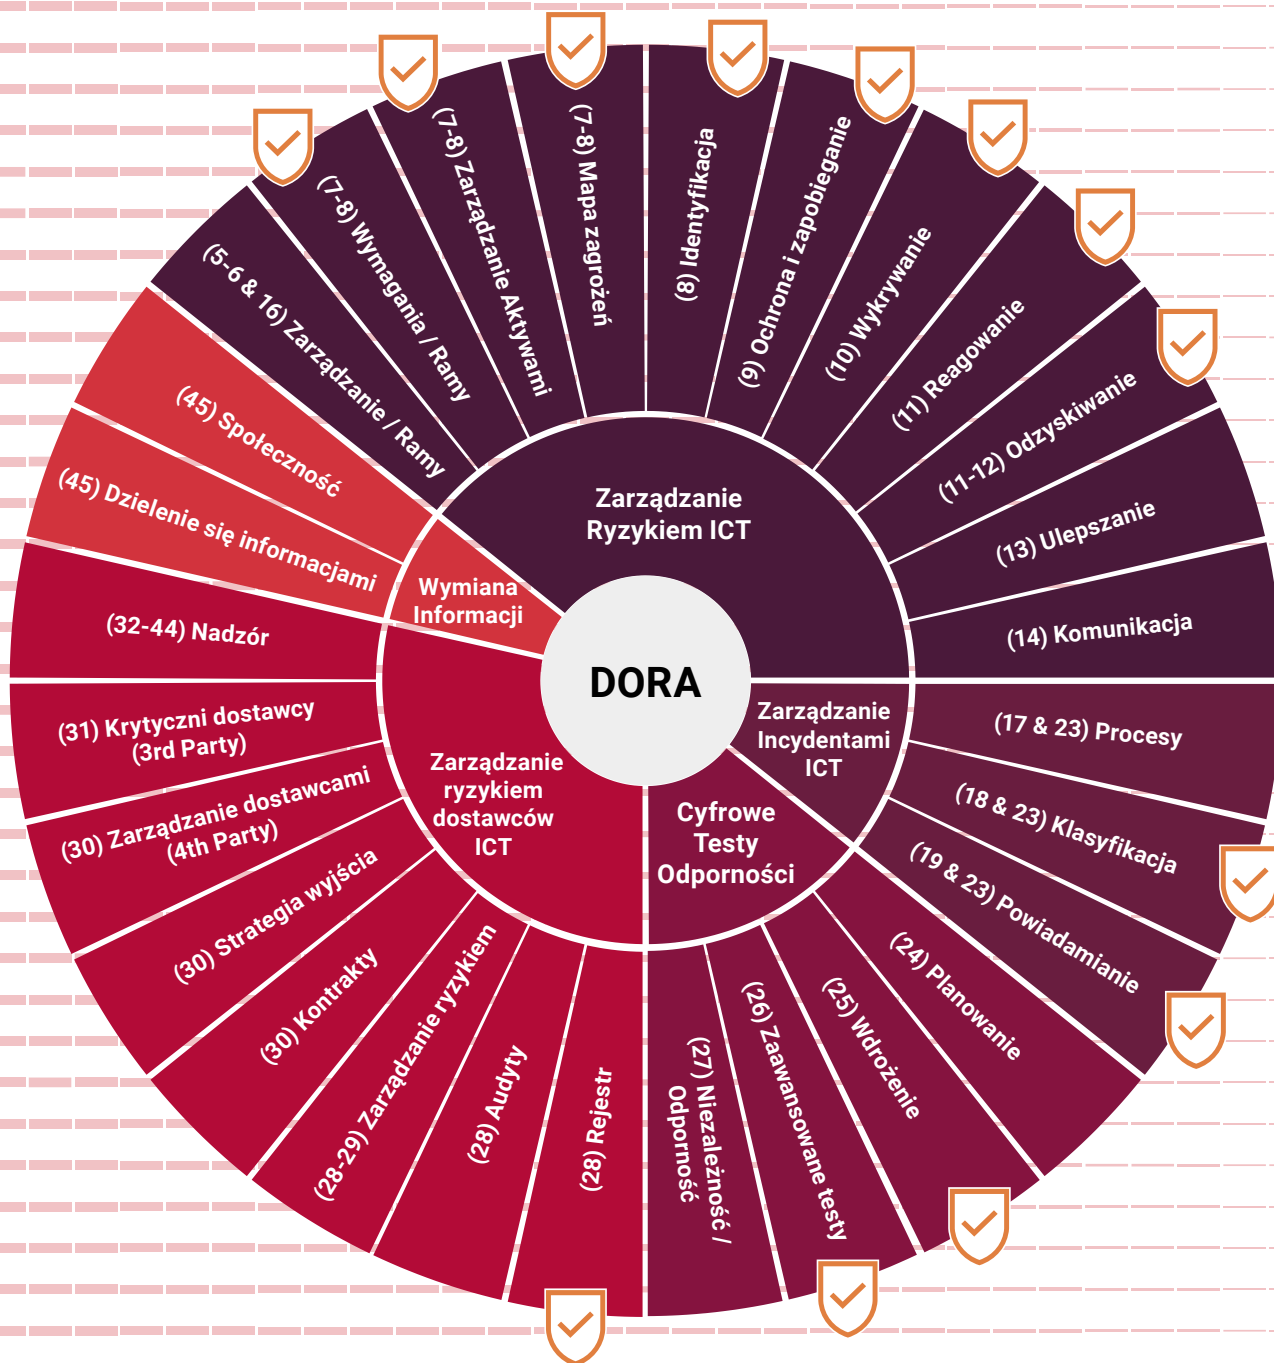 DORA
Zarządzanie
Ryzykiem ICT
(5-6 & 16) Zarządzanie / Ramy
(7-8) Wymagania / Ramy
(7-8) Zarządzanie Aktywami
(7-8) Mapa zagrożeń
(8) Identyfikacja
(9) Ochrona i zapobieganie
(10) Wykrywanie
(11) Reagowanie
(11-12) Odzyskiwanie
(13) Ulepszanie
(14) Komunikacja
Zarządzanie
Incydentami
ICT
(17 & 23) Procesy
(18 & 23) Klasyfikacja
(19 & 23) Powiadamianie
Cyfrowe
Testy
Odporności
(24) Planowanie
(25) Wdrożenie
(26) Zaawansowane testy
(27) Niezależność /
Odporność
Zarządzanie
ryzykiem
dostawców
ICT
(28) Rejestr
(28) Audyty
(28-29) Zarządzanie ryzykiem
(30) Kontrakty
(30) Strategia wyjścia
(30) Zarządzanie dostawcami
(4th Party)
(31) Krytyczni dostawcy
(3rd Party)
(32-44) Nadzór
Wymiana
Informacji
(45) Dzielenie się informacjami
(45) Społeczność